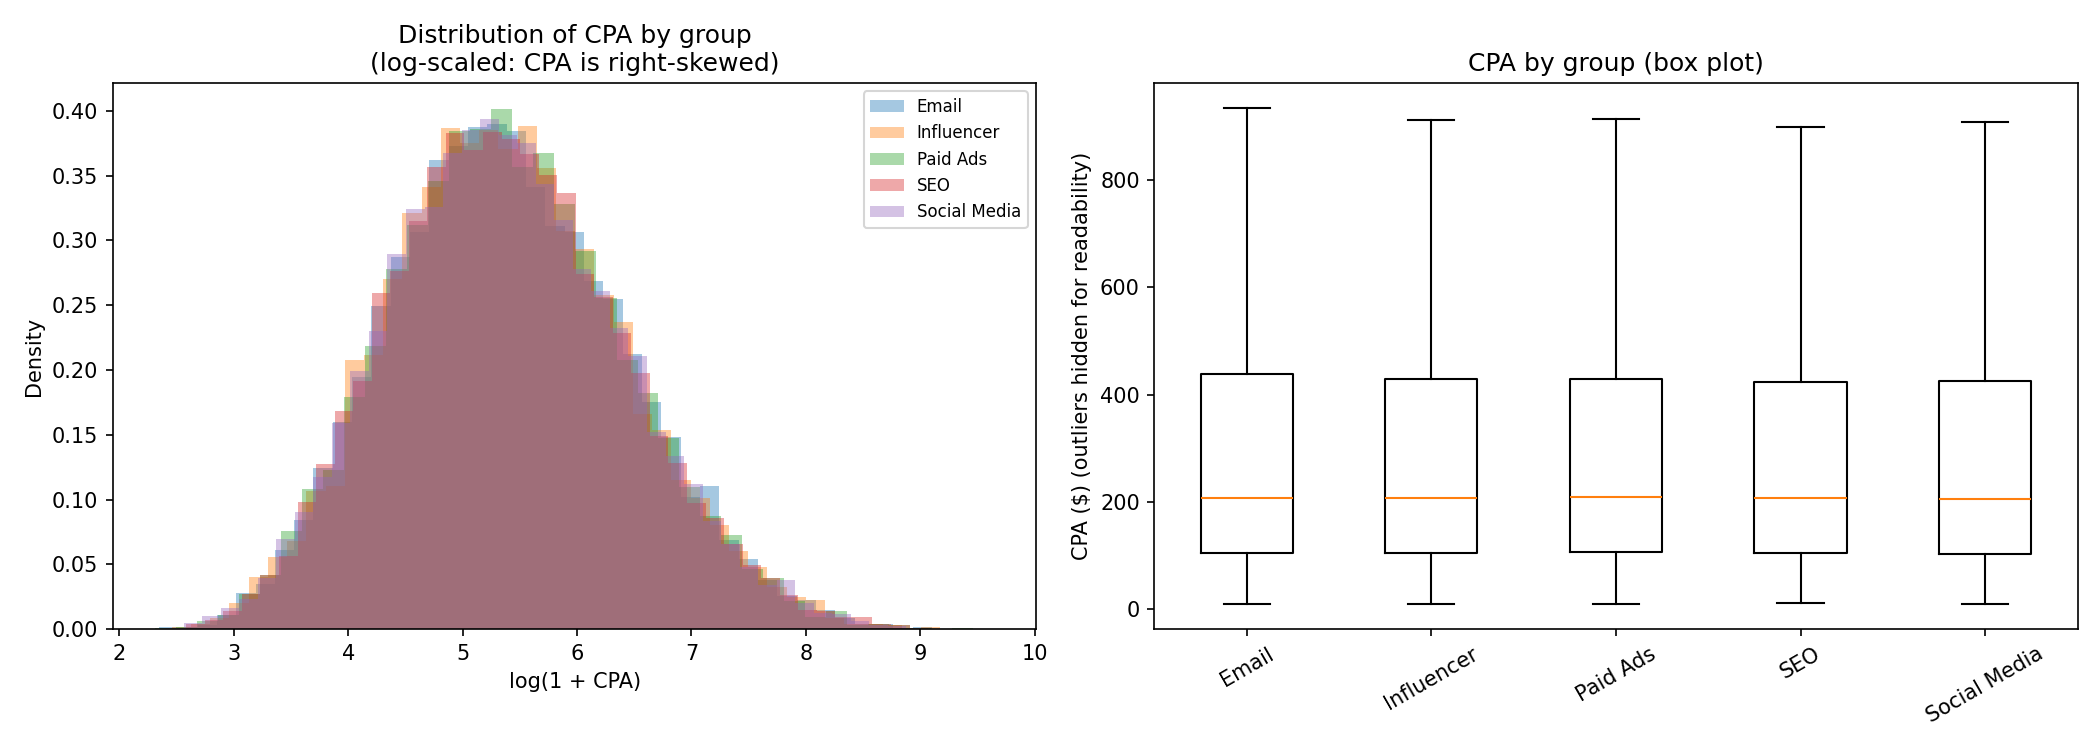 Distribution of CPA by group
(log-scaled: CPA is right-skewed)
Density
0.40
0.35
0.30
0.25
0.20
0.15
0.10
0.05
0.00
2 3 4 5 6 7 8 9 10
log(1 + CPA)
Email
Influencer
Paid Ads
SEO
Social Media
CPA by group (box plot)
CPA ($) (outliers hidden for readability)
800
600
400
200
0
Email
Influencer
Paid Ads
SEO
Social Media